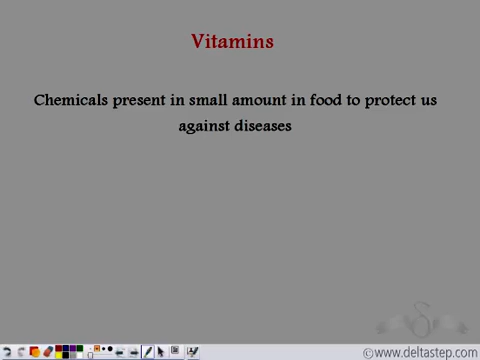 Vitamins
Chemicals present in small amount in food to protect us
against diseases
©www.deltastep.com